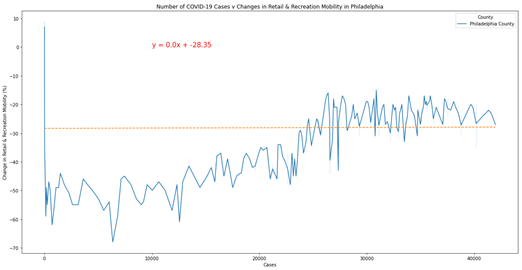 Number of COVID-19 Cases v Changes in Retail & Recreation Mobility in Philadelphia
County
Philadelphia County
y = 0.0x + -28.35
Change in Retail & Recreation Mobility (%)
10
0
−10
−20
−30
−40
−50
−60
−70
0
10000
20000
30000
40000
Cases